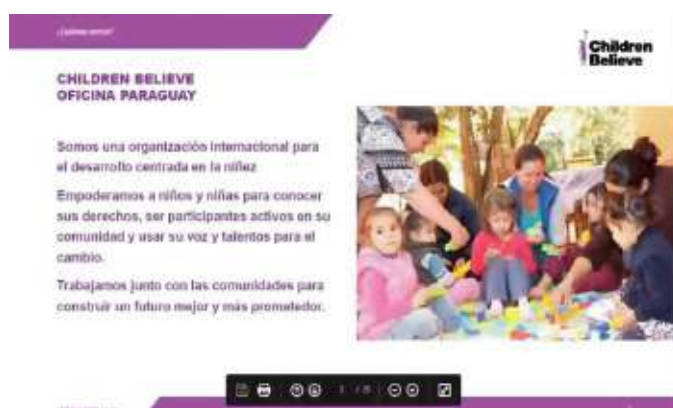 ¿Quiénes somos?
Children
Believe
CHILDREN BELIEVE
OFICINA PARAGUAY
Somos una organización internacional para
el desarrollo centrada en la niñez
Empoderamos a niños y niñas para conocer
sus derechos, ser participantes activos en su
comunidad y usar su voz y talentos para el
cambio.
Trabajamos junto con las comunidades para
construir un futuro mejor y más prometedor.